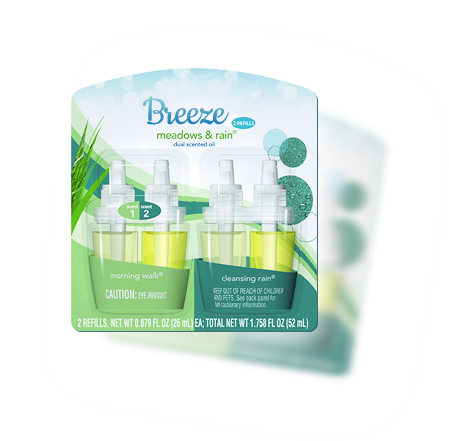 Breeze
2 REFILLS
meadows & rain®
dual scented oil
scent 1
scent 2
morning walk®
CAUTION: EYE IRRITANT
cleansing rain®
KEEP OUT OF REACH OF CHILDREN
AND PETS. See back panel for
cautionary information.
2 REFILLS, NET WT 0.879 FL OZ (26 mL) EA; TOTAL NET WT 1.758 FL OZ (52 mL)